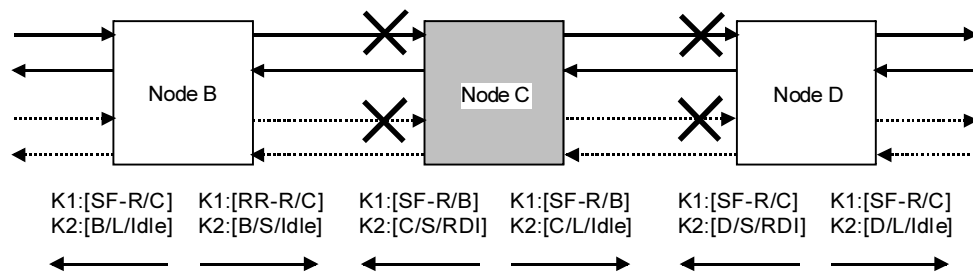 Node B
Node C
Node D
K1:[SF-R/C] K1:[RR-R/C] K1:[SF-R/B] K1:[SF-R/B] K1:[SF-R/C] K1:[SF-R/C]
K2:[B/L/Idle] K2:[B/S/Idle] K2:[C/S/RDI] K2:[C/L/Idle] K2:[D/S/RDI] K2:[D/L/Idle]